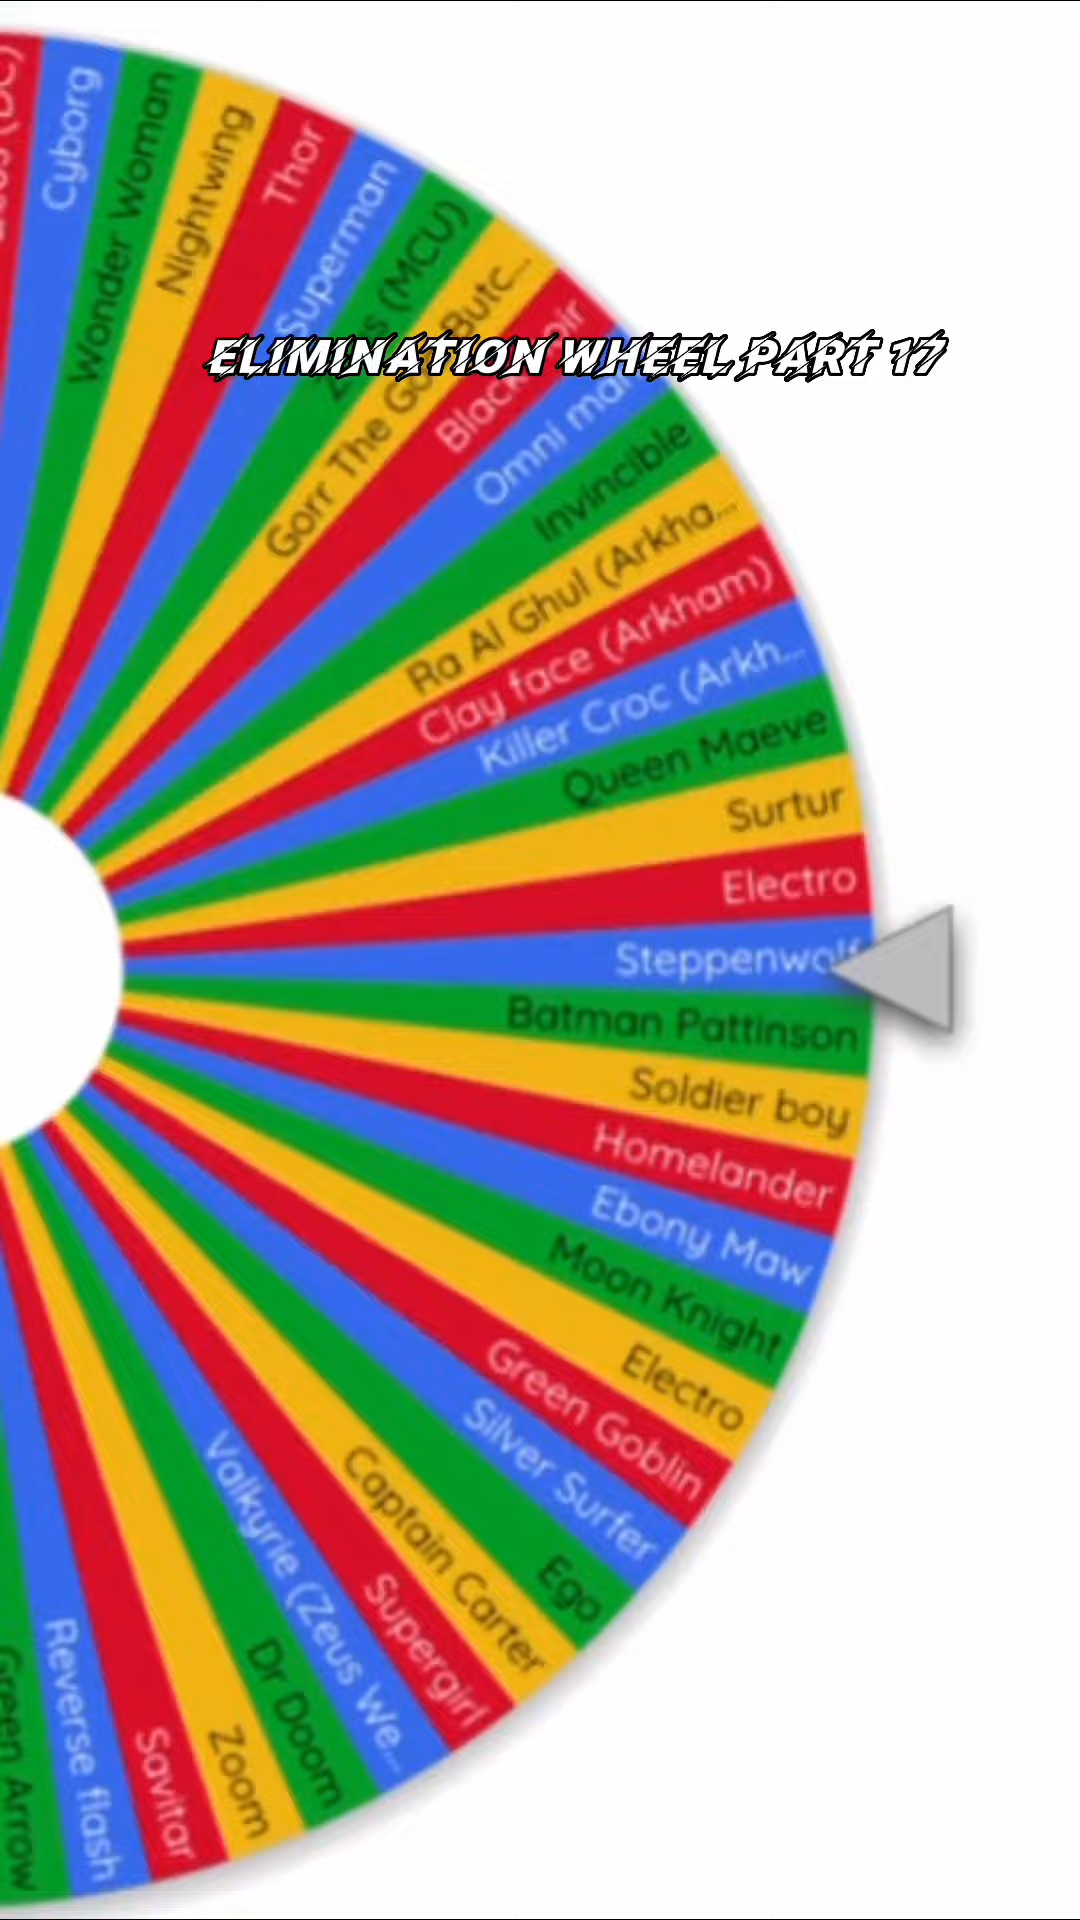 (DC)
Cyborg
Wonder Woman
Nightwing
Thor
Superman
(MCU)
Gorr The Butc...
ELIMINATION WHEEL PART 17
Omni man
Invincible
Ra Al Ghul (Arkha...
Clay face (Arkham)
Killer Croc (Arkh...
Queen Maeve
Surtur
Electro
Steppenwolf
Batman Pattinson
Soldier boy
Homelander
Ebony Maw
Moon Knight
Electro
Green Goblin
Silver Surfer
Ego
Captain Carter
Supergirl
Valkyrie (Zeus We...
Dr Doom
Zoom
Savitar
Reverse flash
Green Arrow